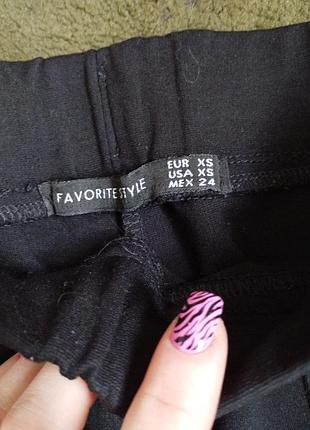 FAVORITE STYLE
EUR XS
USA XS
MEX 24